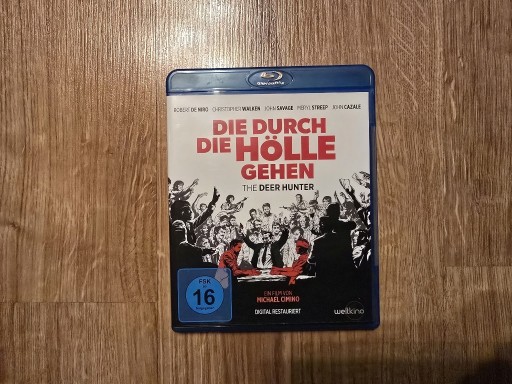 ROBERT DE NIRO CHRISTOPHER WALKEN JOHN SAVAGE MERYL STREEP JOHN CAZALE
DIE DURCH
DIE HÖLLE
GEHEN
THE DEER HUNTER
FSK
16
EIN FILM VON
MICHAEL CIMINO
DIGITAL RESTAURIERT
weltkino